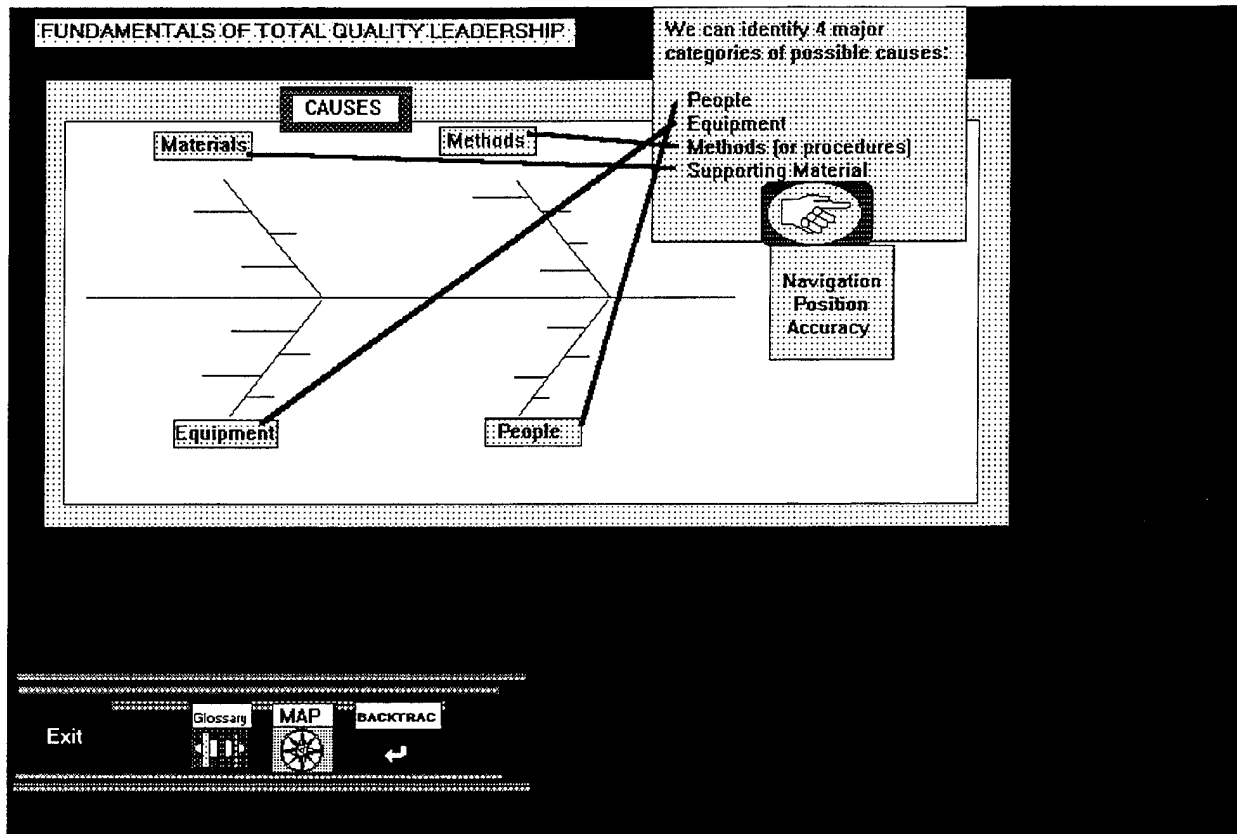 FUNDAMENTALS OF TOTAL QUALITY LEADERSHIP
We can identify 4 major
categories of possible causes:
People
Equipment
Methods (or procedures)
Supporting Material
CAUSES
Materials
Methods
Navigation
Position
Accuracy
Equipment
People
Exit
Glossary
MAP
BACKTRAC